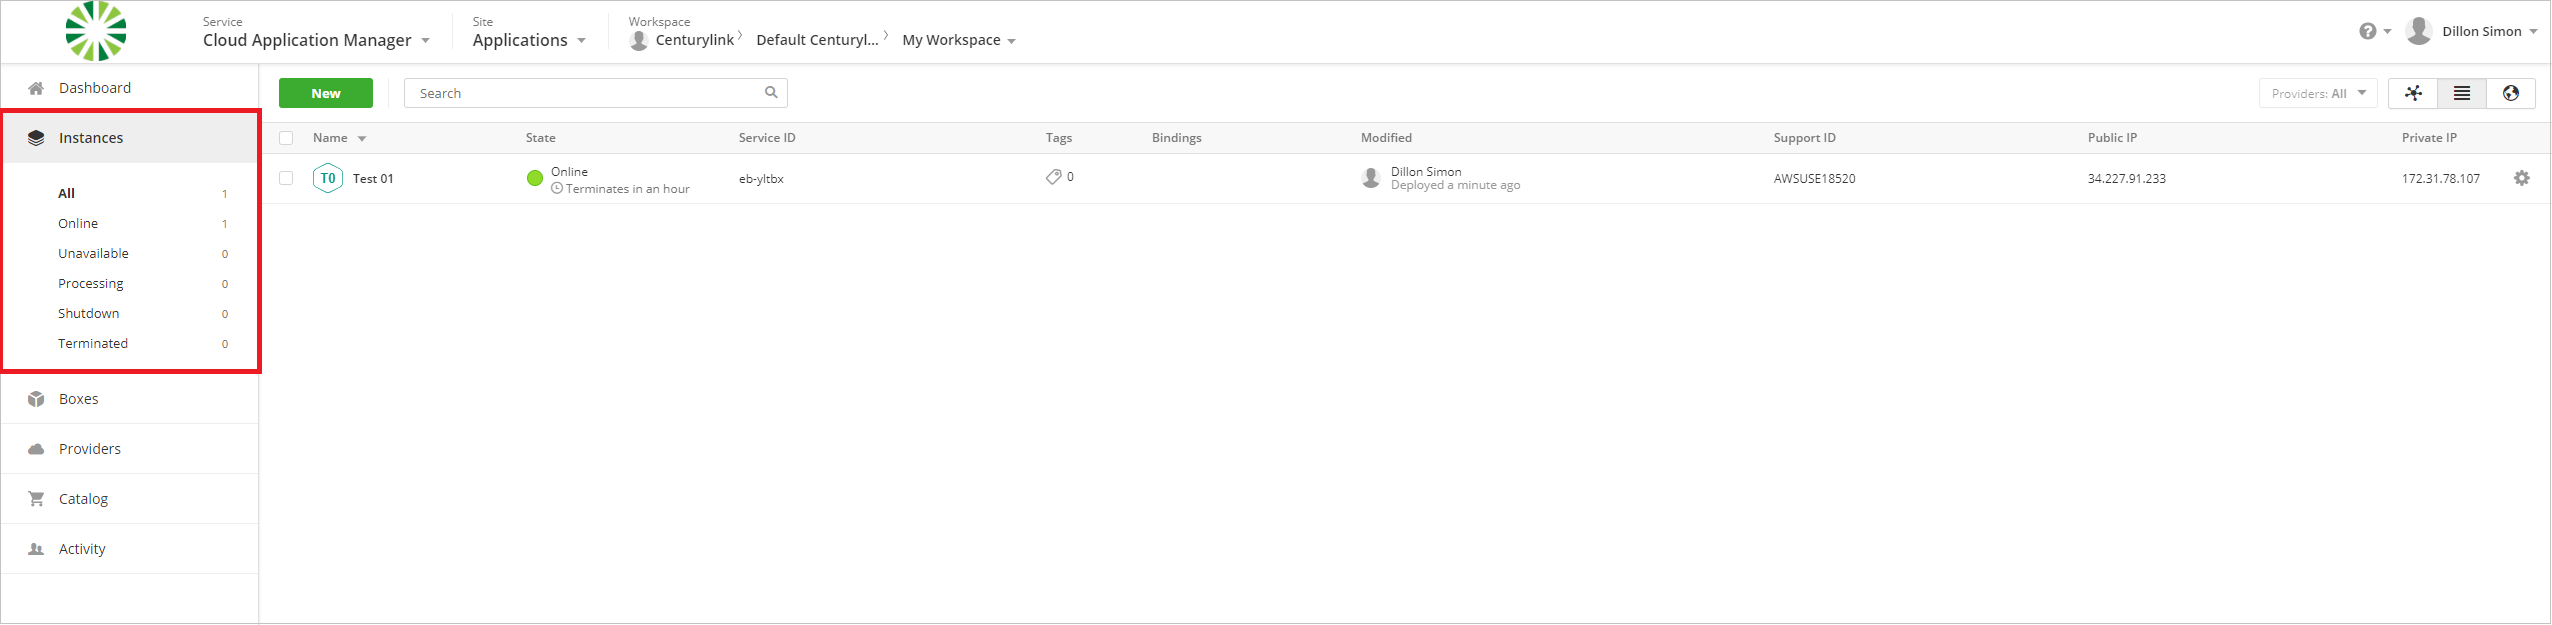 Service
Cloud Application Manager
Site
Applications
Workspace
Centurylink
Default Centuryl...
My Workspace
?
Dillon Simon
Dashboard
Instances
All 1
Online 1
Unavailable 0
Processing 0
Shutdown 0
Terminated 0
Boxes
Providers
Catalog
Activity
New
Search
Providers: All
Name State Service ID Tags Bindings Modified Support ID Public IP Private IP
T0 Test 01
Online
Terminates in an hour
eb-yltbx
0
Dillon Simon
Deployed a minute ago
AWSUSE18520
34.227.91.233
172.31.78.107